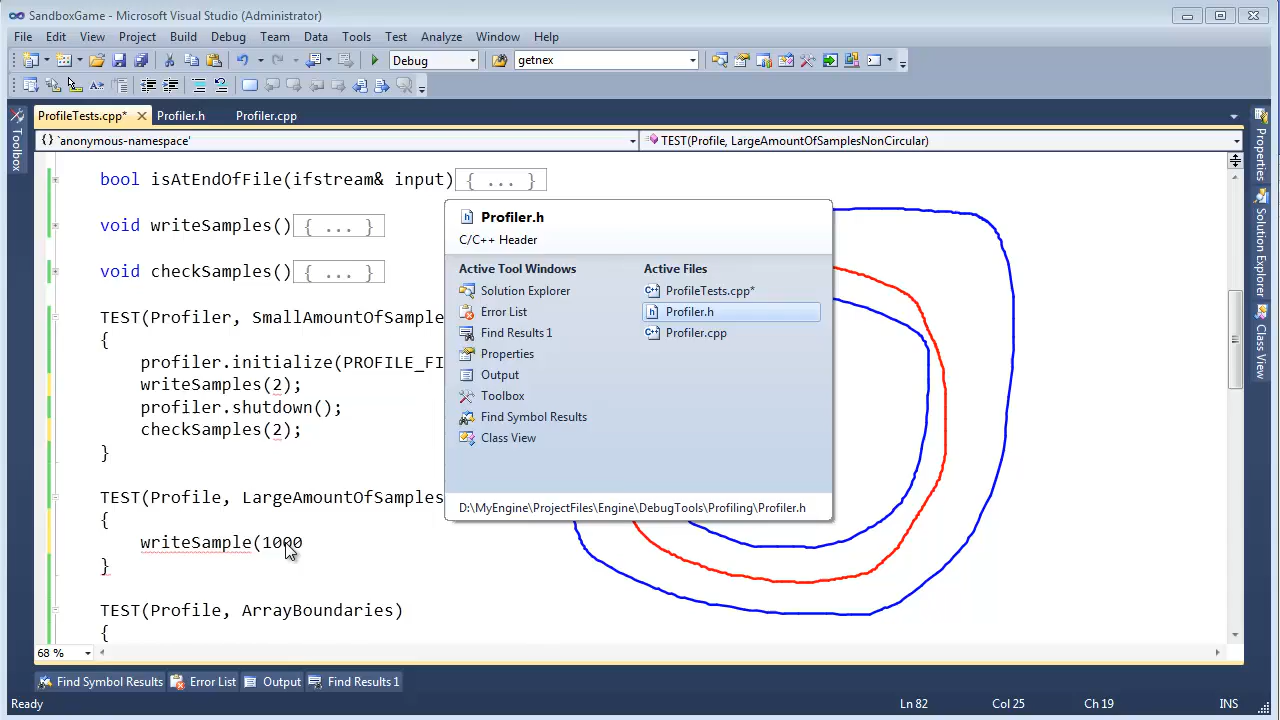 SandboxGame - Microsoft Visual Studio (Administrator)
File Edit View Project Build Debug Team Data Tools Test Analyze Window Help
Debug getnex
ProfileTests.cpp* Profiler.h Profiler.cpp
{} `anonymous-namespace' TEST(Profile, LargeAmountOfSamplesNonCircular)
Toolbox
Properties
Solution Explorer
Class View
bool isAtEndOfFile(ifstream& input){ ... }
void writeSamples(){ ... }
void checkSamples(){ ... }
TEST(Profilrr, SmallAmountOfSample
{
profiler.initialize(PROFILE_FI
writeSamples(2);
profiler.shutdown();
checkSamples(2);
}
TEST(Profile, LargeAmountOfSamples
{
writeSample(1000
}
TEST(Profile, ArrayBoundaries)
{
Profiler.h
C/C++ Header
Active Tool Windows
Solution Explorer
Error List
Find Results 1
Properties
Output
Toolbox
Find Symbol Results
Class View
Active Files
ProfileTests.cpp*
Profiler.h
Profiler.cpp
D:\MyEngine\ProjectFiles\Engine\DebugTools\Profiling\Profiler.h
68 %
Find Symbol Results Error List Output Find Results 1
Ready Ln 82 Col 25 Ch 19 INS